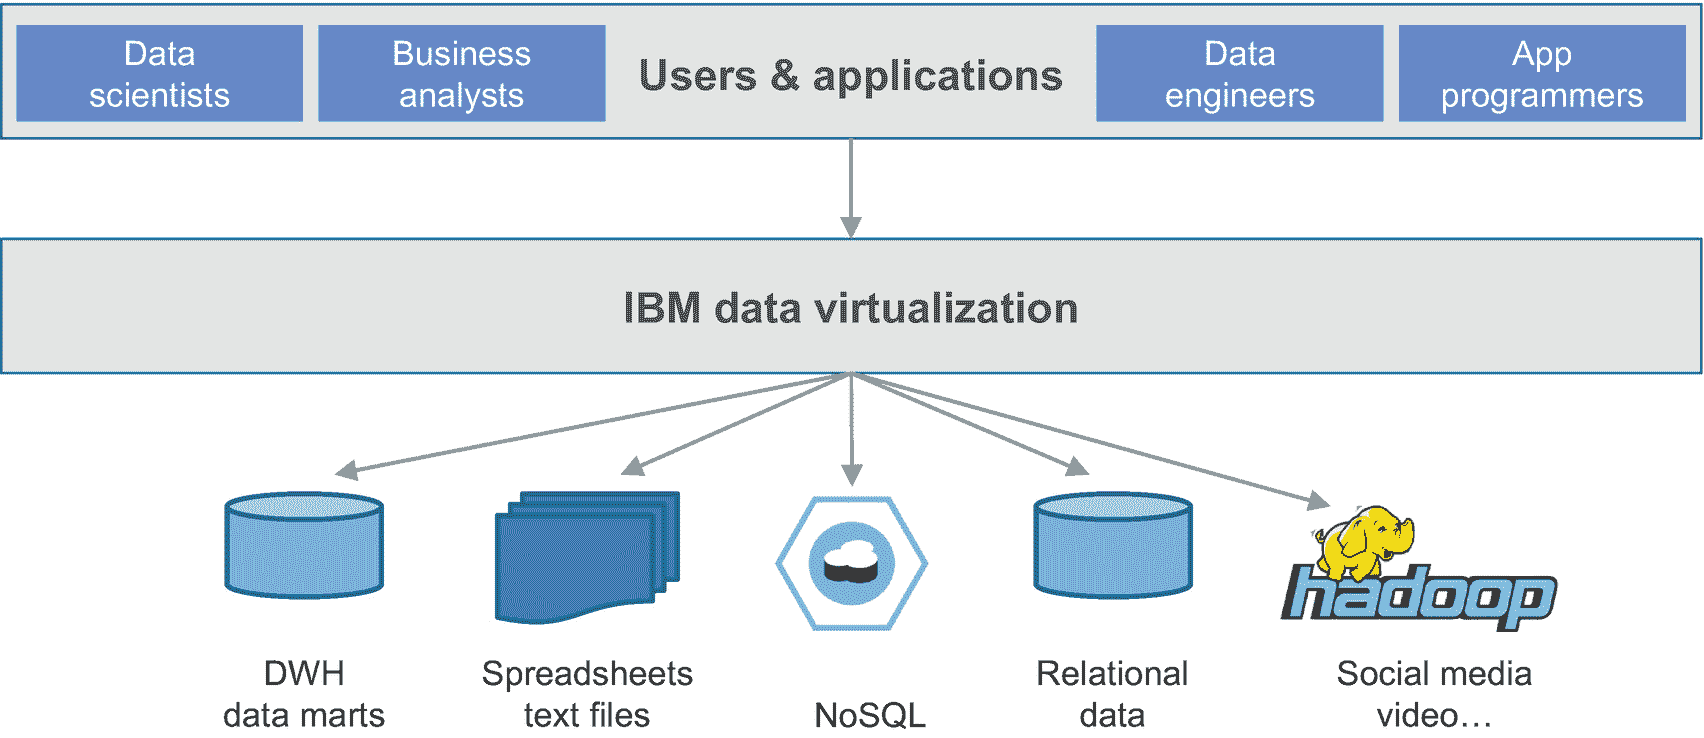 Data
scientists
Business
analysts
Users & applications
Data
engineers
App
programmers
IBM data virtualization
hadoop
DWH
data marts
Spreadsheets
text files
NoSQL
Relational
data
Social media
video…